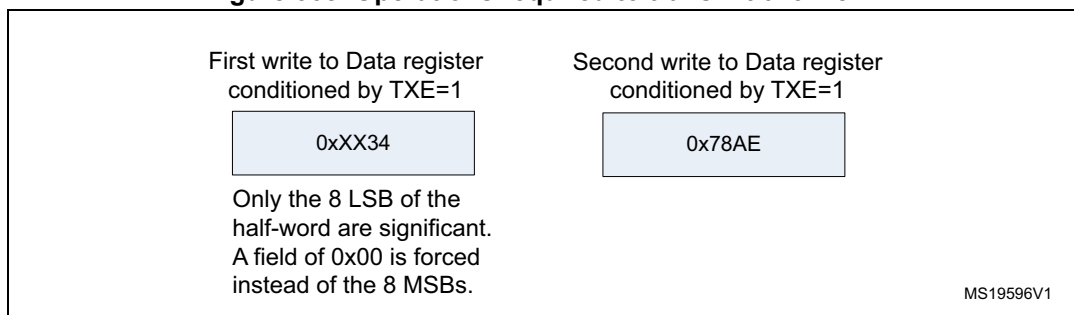 First write to Data register
conditioned by TXE=1
0xXX34
Only the 8 LSB of the
half-word are significant.
A field of 0x00 is forced
instead of the 8 MSBs.
Second write to Data register
conditioned by TXE=1
0x78AE
MS19596V1